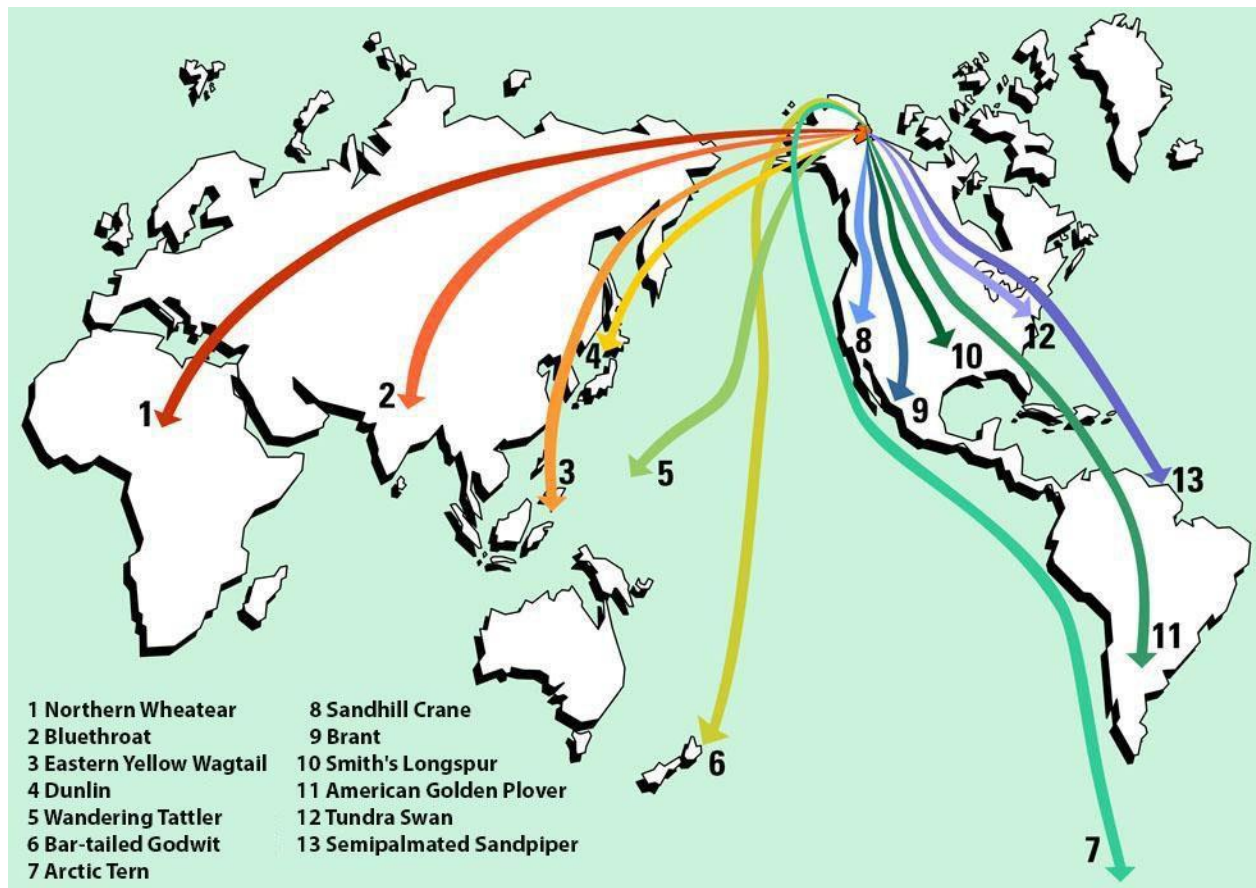 1
2
3
4
5
6
7
8
9
10
11
12
13
1 Northern Wheatear
2 Bluethroat
3 Eastern Yellow Wagtail
4 Dunlin
5 Wandering Tattler
6 Bar-tailed Godwit
7 Arctic Tern
8 Sandhill Crane
9 Brant
10 Smith's Longspur
11 American Golden Plover
12 Tundra Swan
13 Semipalmated Sandpiper